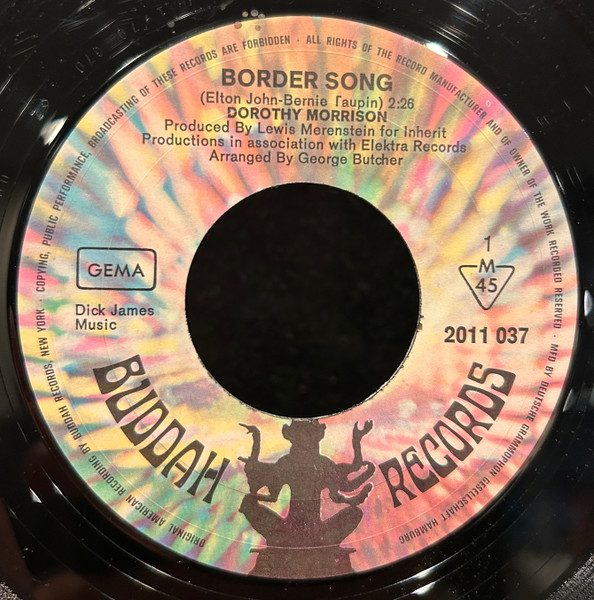 BORDER SONG
(Elton John-Bernie Taupin) 2:26
DOROTHY MORRISON
Produced By Lewis Merenstein for Inherit
Productions in association with Elektra Records
Arranged By George Butcher
GEMA
Dick James
Music
1
M
45
2011 037
BUDDAH RECORDS
ORIGINAL AMERICAN RECORDING BY BUDDAH RECORDS, NEW YORK · COPYING, PUBLIC PERFORMANCE, BROADCASTING OF THESE RECORDS ARE FORBIDDEN · ALL RIGHTS OF THE RECORD MANUFACTURER AND OF OWNER OF THE WORK RECORDED RESERVED · MFD BY DEUTSCHE GRAMMOPHON GESELLSCHAFT HAMBURG